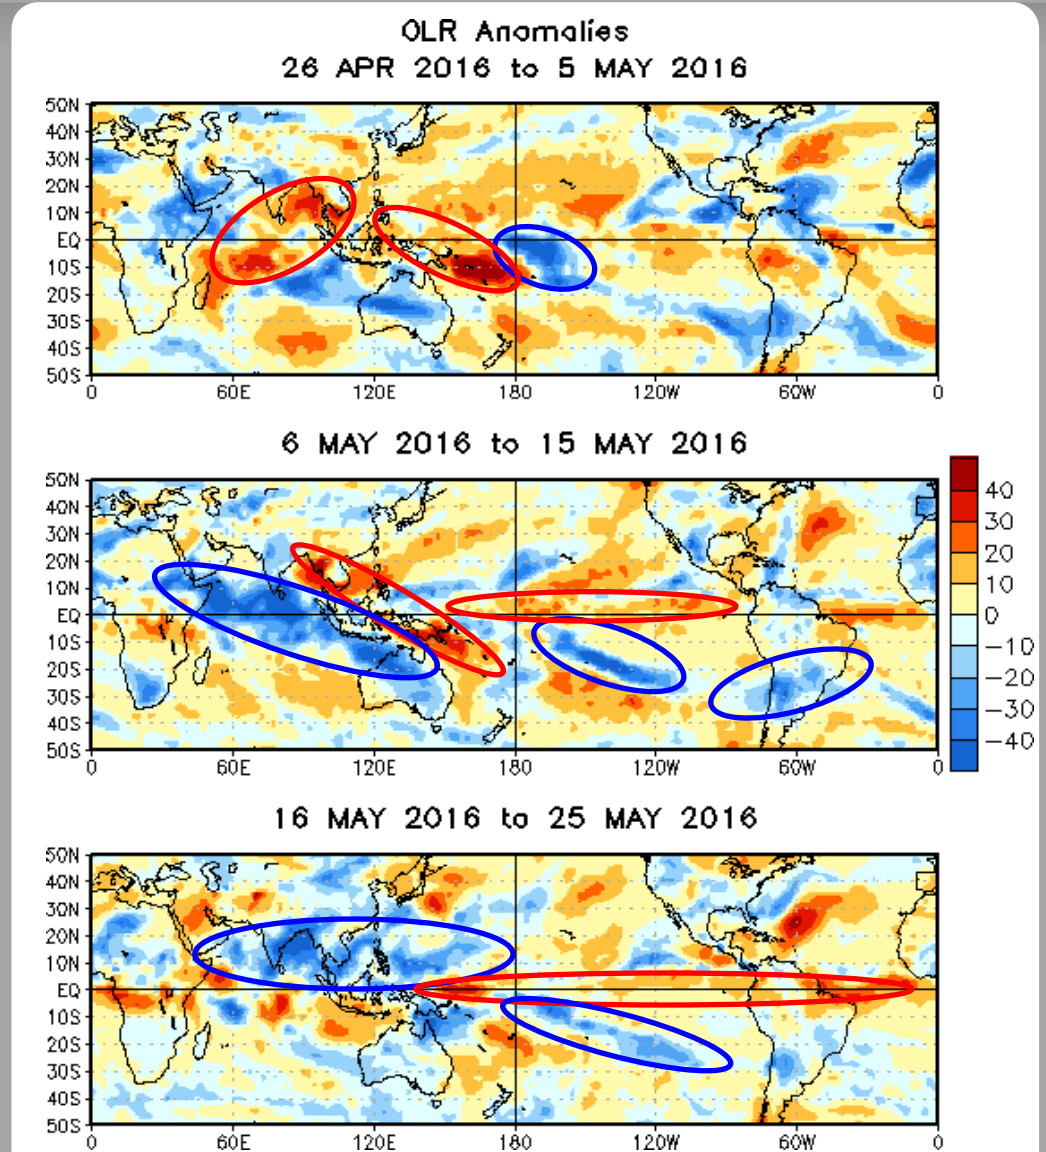 OLR Anomalies
26 APR 2016 to 5 MAY 2016
50N
40N
30N
20N
10N
EQ
10S
20S
30S
40S
50S
0 60E 120E 180 120W 60W 0
6 MAY 2016 to 15 MAY 2016
50N
40N
30N
20N
10N
EQ
10S
20S
30S
40S
50S
0 60E 120E 180 120W 60W 0
40
30
20
10
0
−10
−20
−30
−40
16 MAY 2016 to 25 MAY 2016
50N
40N
30N
20N
10N
EQ
10S
20S
30S
40S
50S
0 60E 120E 180 120W 60W 0